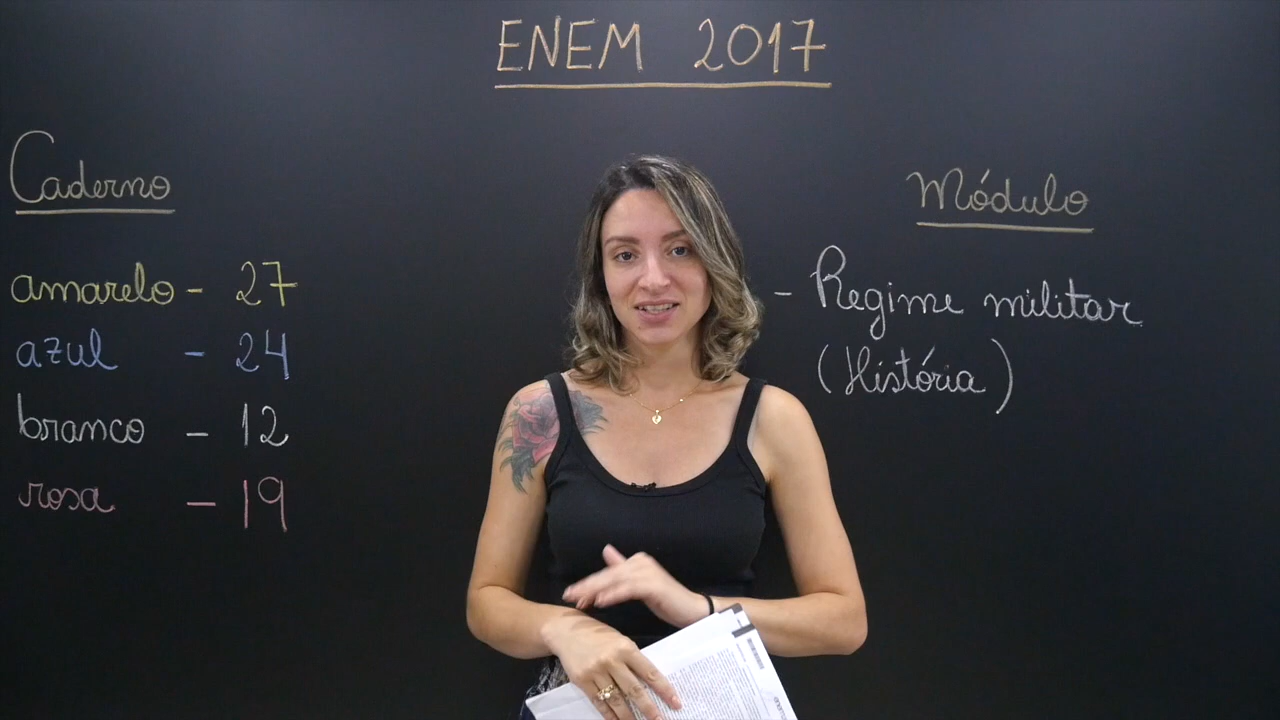 ENEM 2017
Caderno
amarelo - 27
azul - 24
branco - 12
rosa - 19
Módulo
- Regime militar
(História)